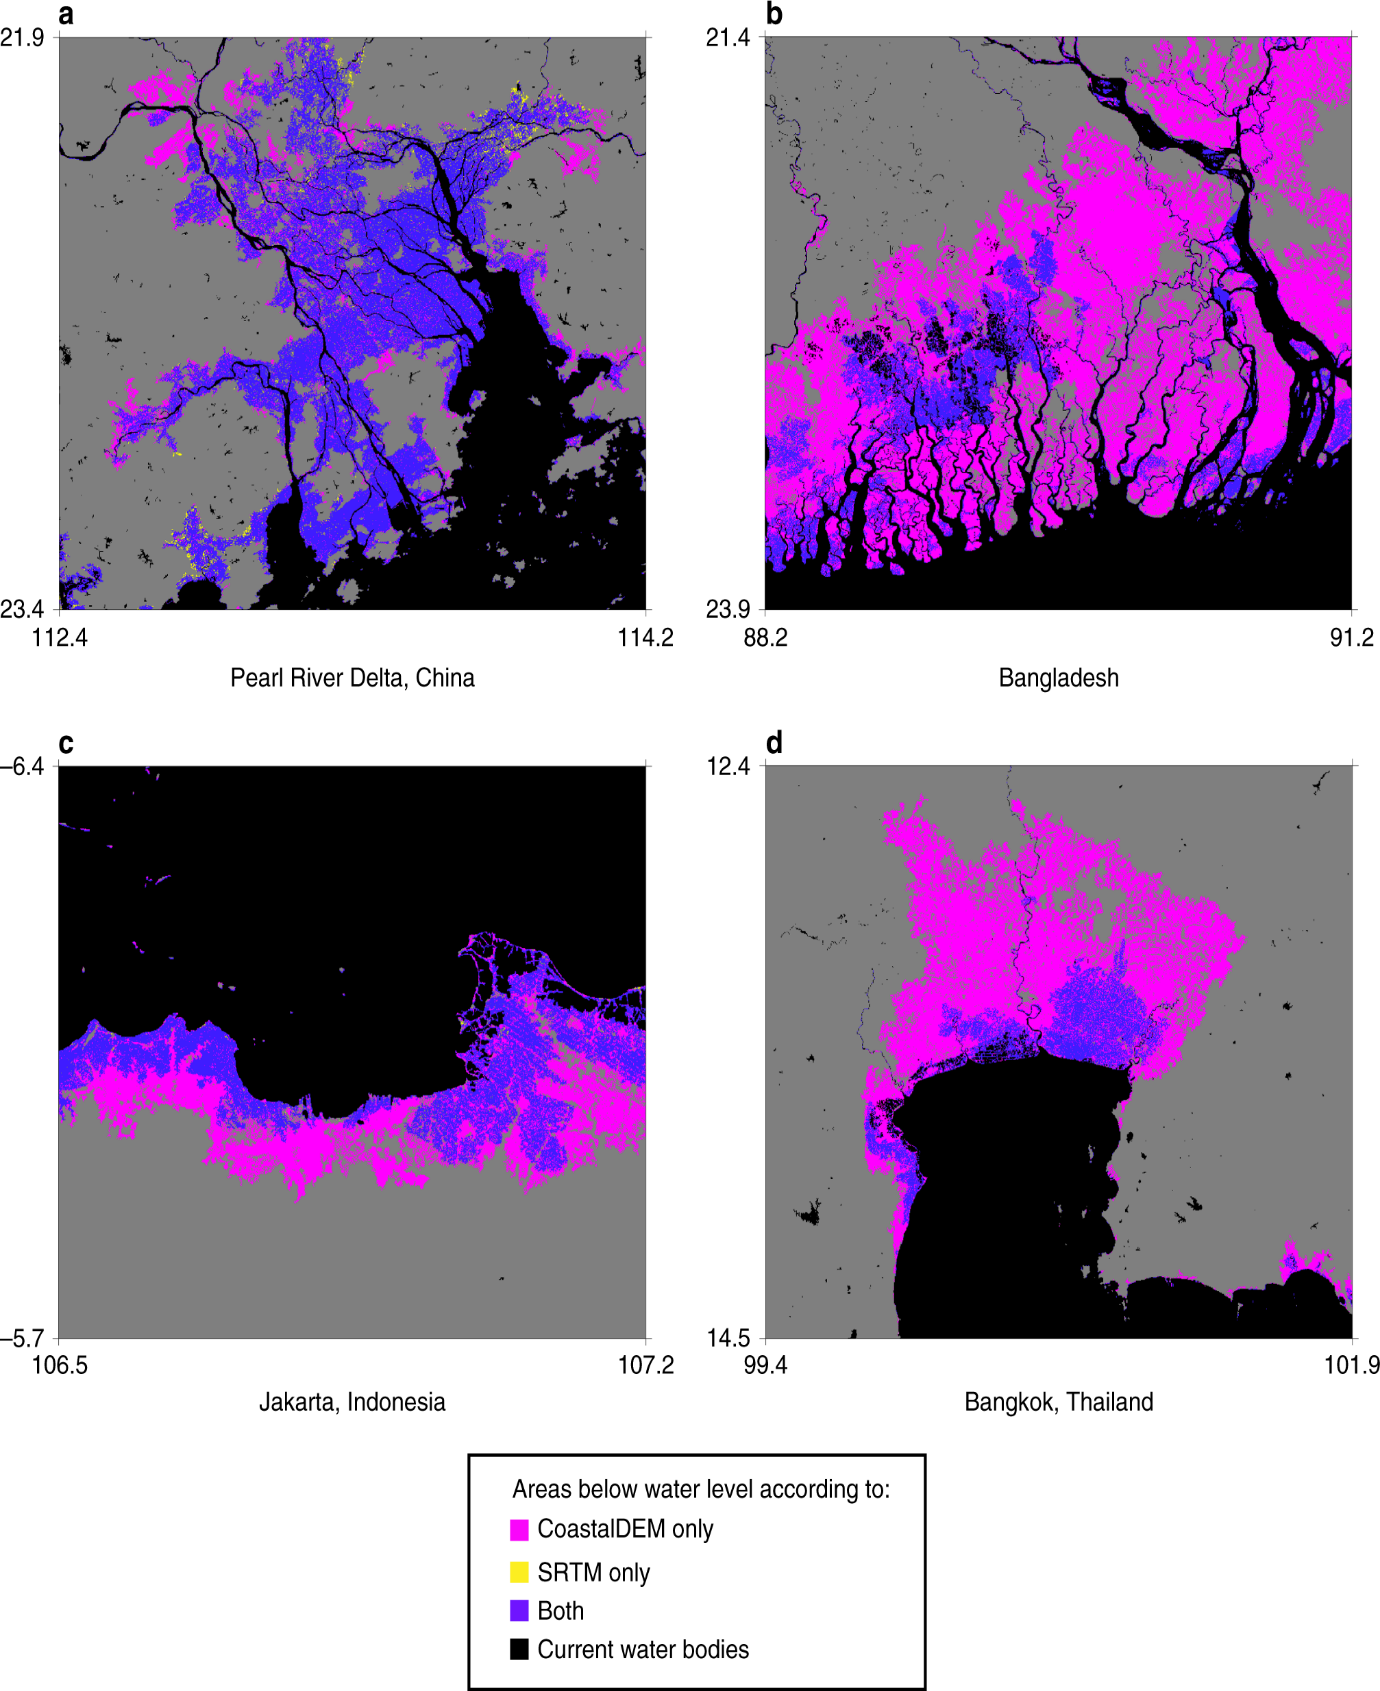 a
21.9
23.4
112.4
114.2
Pearl River Delta, China
b
21.4
23.9
88.2
91.2
Bangladesh
c
–6.4
–5.7
106.5
107.2
Jakarta, Indonesia
d
12.4
14.5
99.4
101.9
Bangkok, Thailand
Areas below water level according to:
CoastalDEM only
SRTM only
Both
Current water bodies